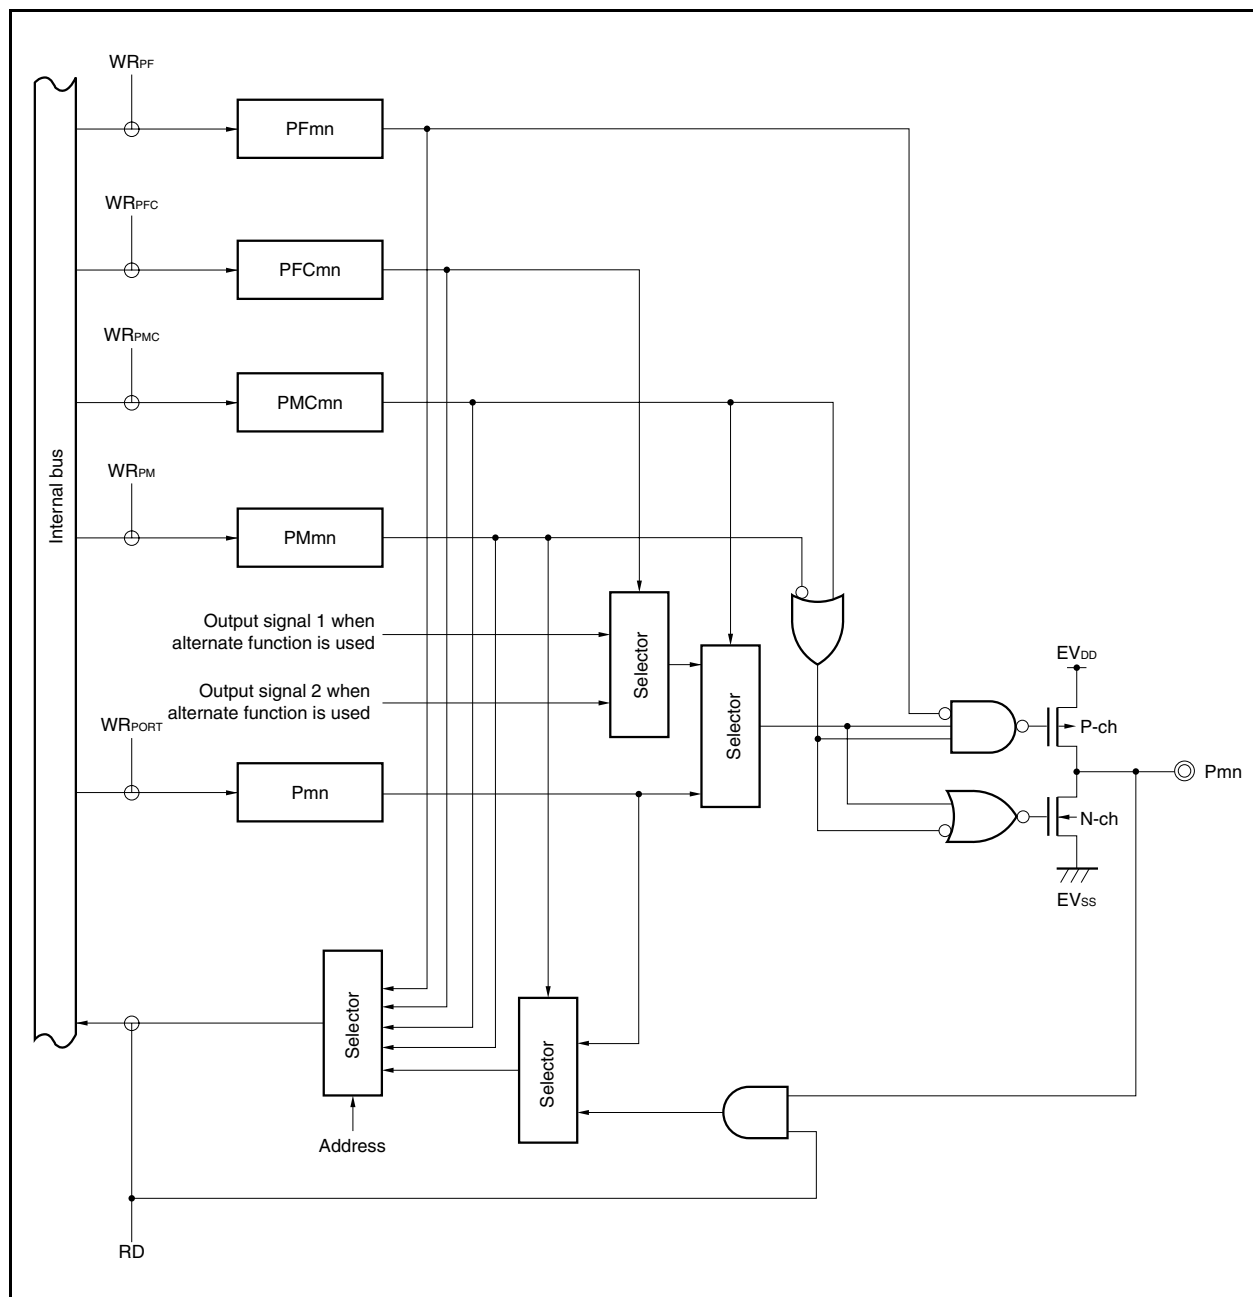 WRPF
PFmn
WRPFC
PFCmn
WRPMC
PMCmn
WRPM
Internal bus
PMmn
Output signal 1 when
alternate function is used
Selector
Output signal 2 when
alternate function is used
Selector
EVDD
P-ch
WRPORT
Pmn
Pmn
N-ch
EVSS
Selector
Selector
Address
RD